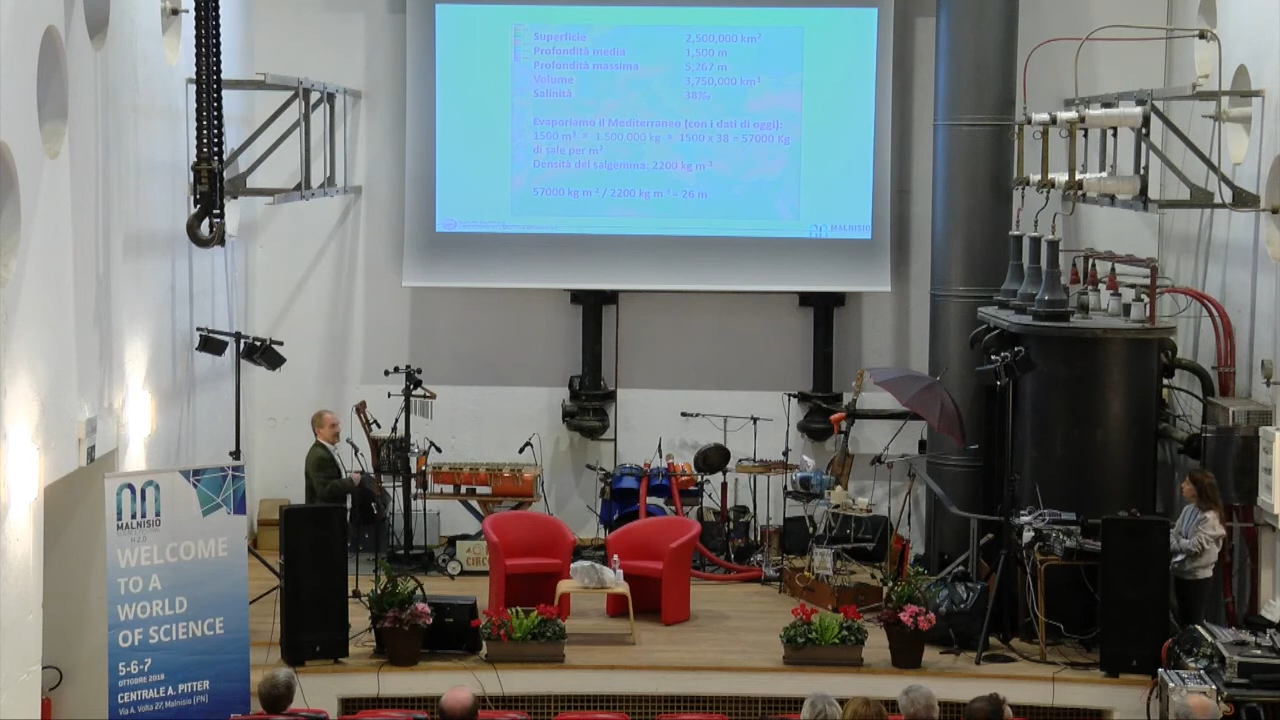 Superficie 2,500,000 km²
Profondità media 1,500 m
Profondità massima 5,267 m
Volume 3,750,000 km³
Salinità 38‰
Evaporiamo il Mediterraneo (con i dati di oggi):
1500 m³ = 1.500.000 kg = 1500 x 38 = 57000 Kg
di sale per m²
Densità del salgemma: 2200 kg m⁻³
57000 kg m⁻² / 2200 kg m⁻³ = 26 m
MALNISIO
MALNISIO
H2.0
WELCOME
TO A
WORLD
OF SCIENCE
5-6-7
OTTOBRE 2018
CENTRALE A. PITTER
Via A. Volta 27, Malnisio (PN)
CIRCO